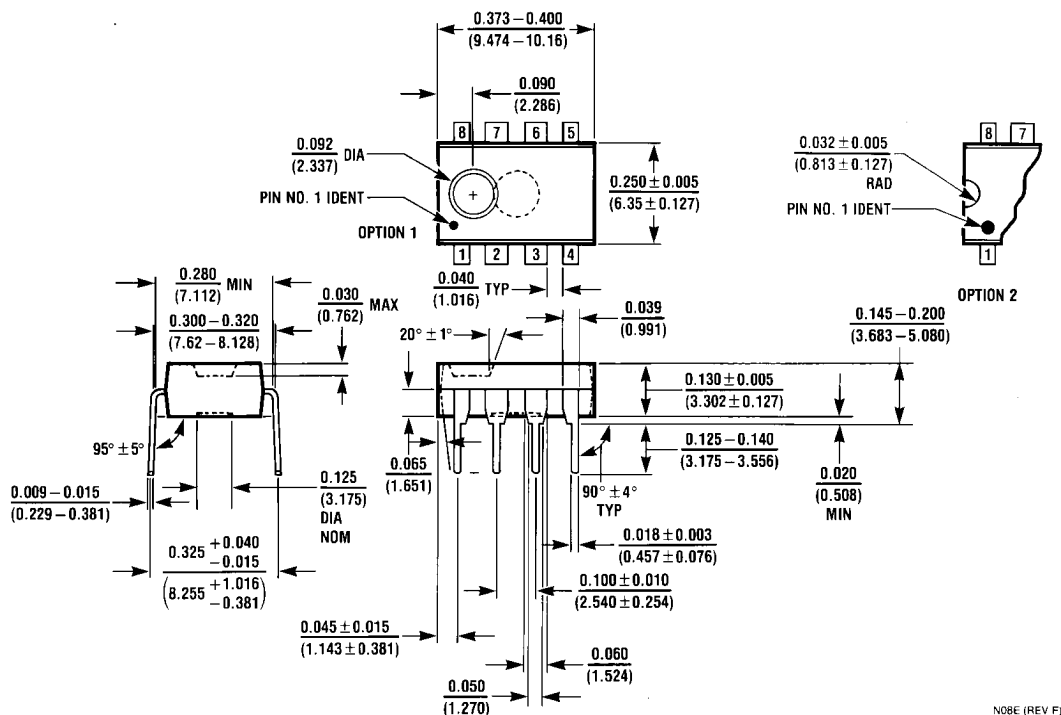 0.373–0.400
(9.474–10.16)
0.090
(2.286)
8 7 6 5
0.092 DIA
(2.337)
PIN NO. 1 IDENT
OPTION 1
0.250 ± 0.005
(6.35 ± 0.127)
1 2 3 4
8 7
0.032 ± 0.005
(0.813 ± 0.127)
RAD
PIN NO. 1 IDENT
1
OPTION 2
0.280 MIN
(7.112)
0.300–0.320
(7.62–8.128)
0.030 MAX
(0.762)
0.040 TYP
(1.016)
0.039
(0.991)
20° ± 1°
0.145–0.200
(3.683–5.080)
0.130 ± 0.005
(3.302 ± 0.127)
95° ± 5°
0.065
(1.651)
0.125–0.140
(3.175–3.556)
0.020
(0.508)
MIN
90° ± 4°
TYP
0.009–0.015
(0.229–0.381)
0.125
(3.175)
DIA
NOM
0.018 ± 0.003
(0.457 ± 0.076)
0.325 +0.040
−0.015
(8.255 +1.016
−0.381)
0.100 ± 0.010
(2.540 ± 0.254)
0.045 ± 0.015
(1.143 ± 0.381)
0.060
(1.524)
0.050
(1.270)
N08E (REV F)